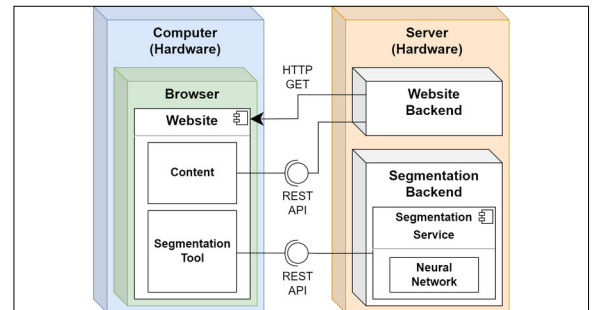 Computer
(Hardware)
Browser
Website
Content
Segmentation
Tool
HTTP
GET
REST
API
REST
API
Server
(Hardware)
Website
Backend
Segmentation
Backend
Segmentation
Service
Neural
Network